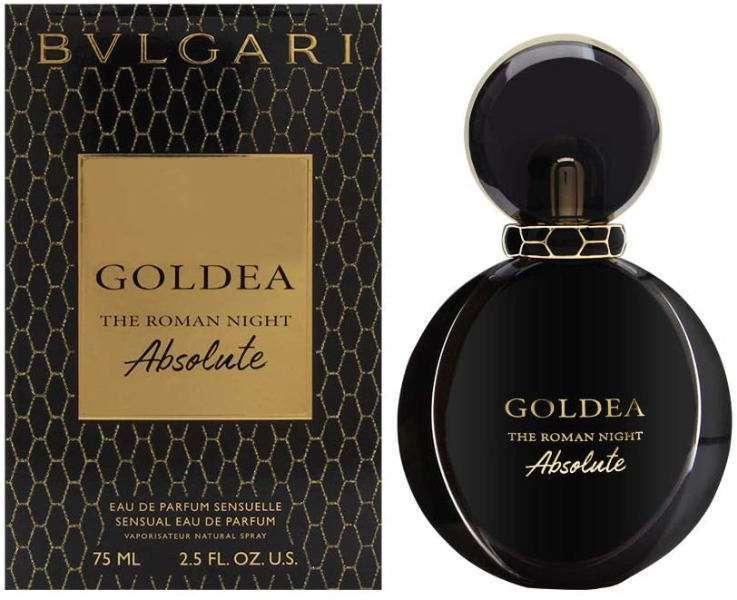 BVLGARI
GOLDEA
THE ROMAN NIGHT
Absolute
EAU DE PARFUM SENSUELLE
SENSUAL EAU DE PARFUM
VAPORISATEUR NATURAL SPRAY
75 ML 2.5 FL. OZ. U.S.
GOLDEA
THE ROMAN NIGHT
Absolute